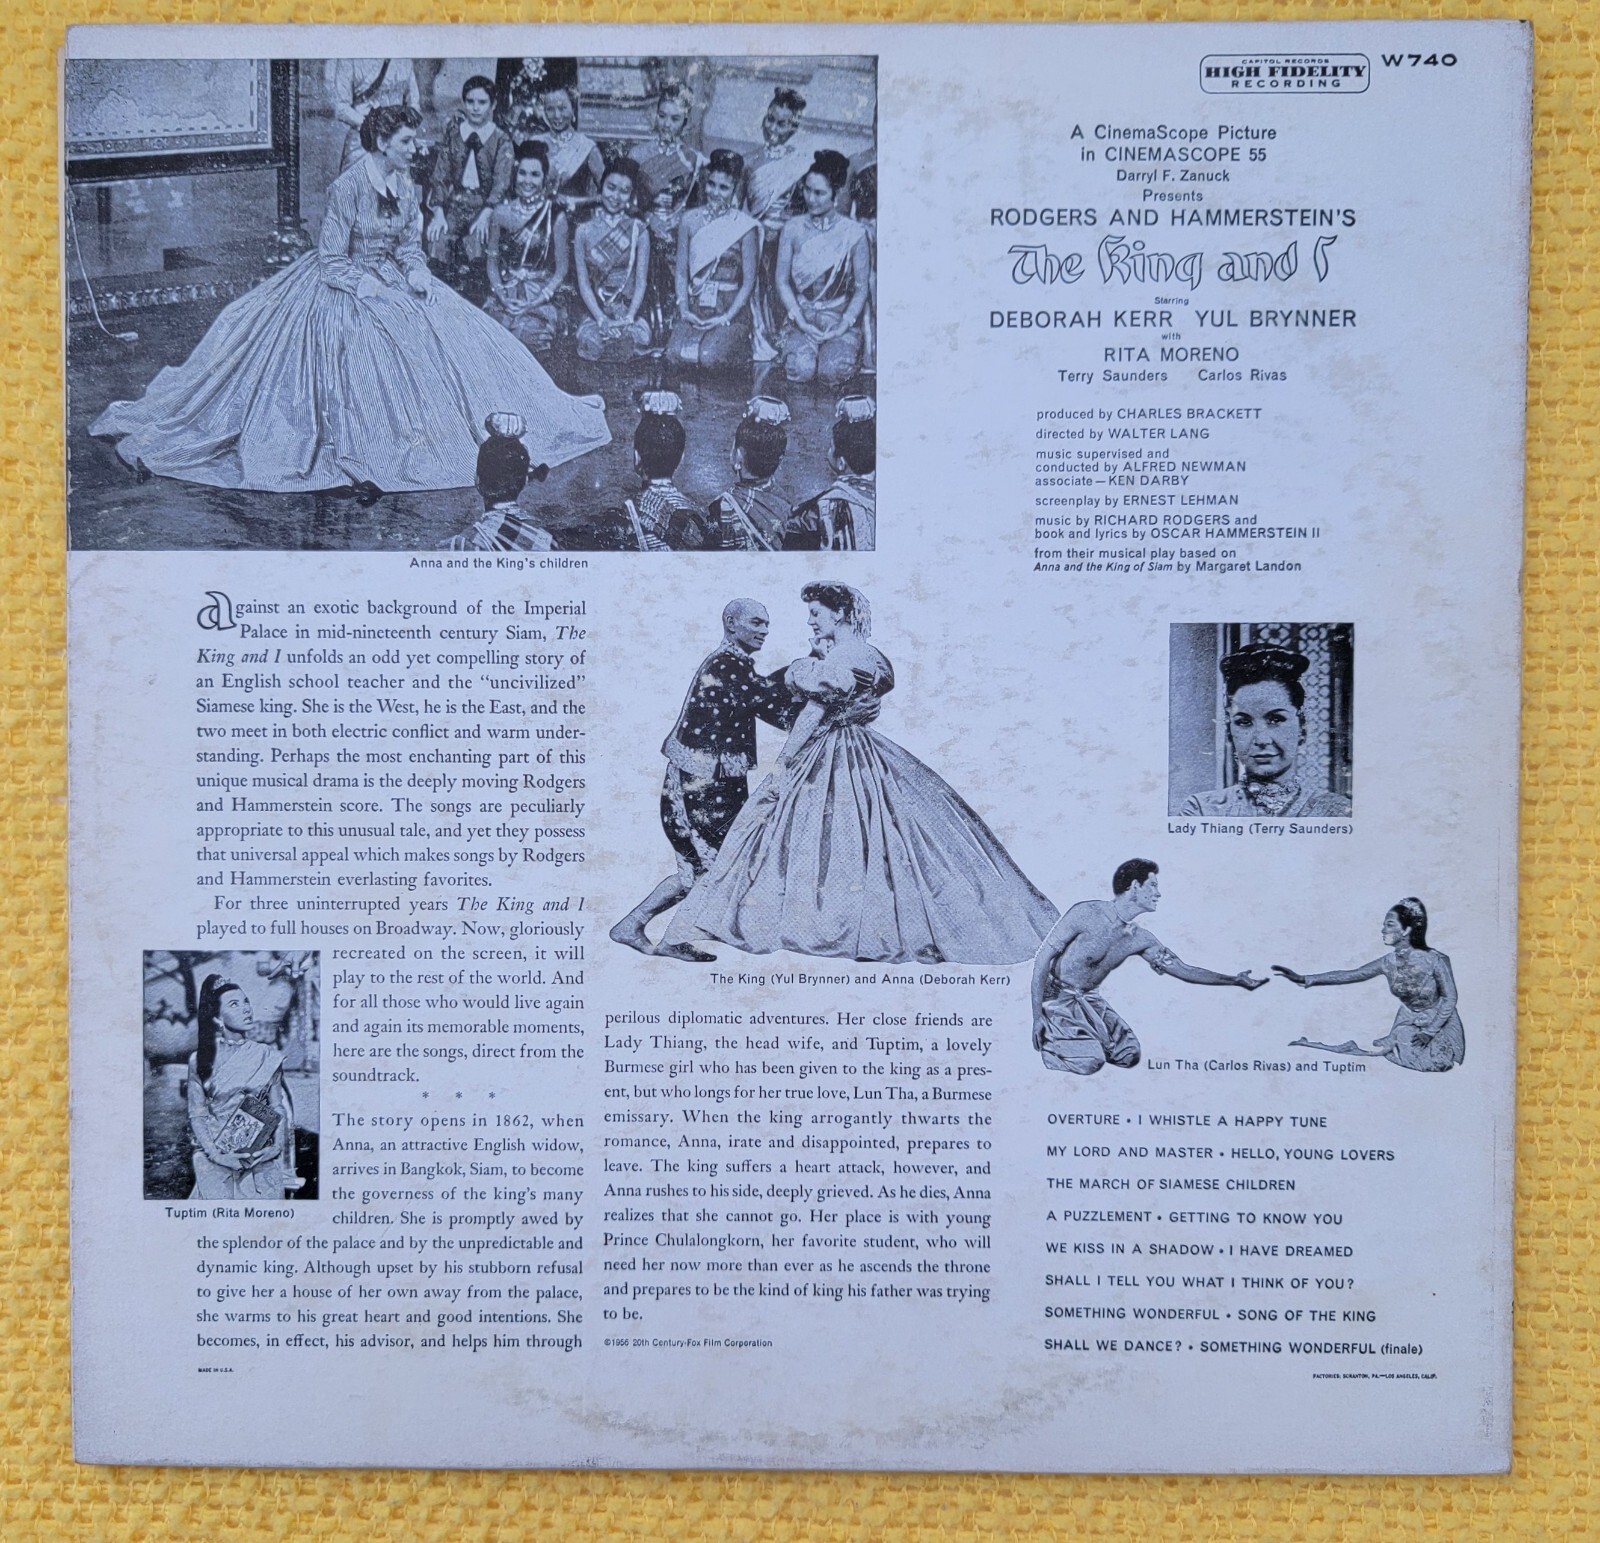 CAPITOL RECORDS
HIGH FIDELITY
RECORDING
W740
A CinemaScope Picture
in CINEMASCOPE 55
Darryl F. Zanuck
Presents
RODGERS AND HAMMERSTEIN'S
The King and I
Starring
DEBORAH KERR YUL BRYNNER
with
RITA MORENO
Terry Saunders Carlos Rivas
produced by CHARLES BRACKETT
directed by WALTER LANG
music supervised and
conducted by ALFRED NEWMAN
associate—KEN DARBY
screenplay by ERNEST LEHMAN
music by RICHARD RODGERS and
book and lyrics by OSCAR HAMMERSTEIN II
from their musical play based on
Anna and the King of Siam by Margaret Landon
Anna and the King's children
against an exotic background of the Imperial
Palace in mid-nineteenth century Siam, The
King and I unfolds an odd yet compelling story of
an English school teacher and the “uncivilized”
Siamese king. She is the West, he is the East, and the
two meet in both electric conflict and warm under-
standing. Perhaps the most enchanting part of this
unique musical drama is the deeply moving Rodgers
and Hammerstein score. The songs are peculiarly
appropriate to this unusual tale, and yet they possess
that universal appeal which makes songs by Rodgers
and Hammerstein everlasting favorites.
For three uninterrupted years The King and I
played to full houses on Broadway. Now, gloriously
recreated on the screen, it will
play to the rest of the world. And
for all those who would live again
and again its memorable moments,
here are the songs, direct from the
soundtrack.
* * *
The story opens in 1862, when
Anna, an attractive English widow,
arrives in Bangkok, Siam, to become
the governess of the king's many
children. She is promptly awed by
the splendor of the palace and by the unpredictable and
dynamic king. Although upset by his stubborn refusal
to give her a house of her own away from the palace,
she warms to his great heart and good intentions. She
becomes, in effect, his advisor, and helps him through
Tuptim (Rita Moreno)
MADE IN U.S.A.
The King (Yul Brynner) and Anna (Deborah Kerr)
perilous diplomatic adventures. Her close friends are
Lady Thiang, the head wife, and Tuptim, a lovely
Burmese girl who has been given to the king as a pres-
ent, but who longs for her true love, Lun Tha, a Burmese
emissary. When the king arrogantly thwarts the
romance, Anna, irate and disappointed, prepares to
leave. The king suffers a heart attack, however, and
Anna rushes to his side, deeply grieved. As he dies, Anna
realizes that she cannot go. Her place is with young
Prince Chulalongkorn, her favorite student, who will
need her now more than ever as he ascends the throne
and prepares to be the kind of king his father was trying
to be.
©1956 20th Century-Fox Film Corporation
Lady Thiang (Terry Saunders)
Lun Tha (Carlos Rivas) and Tuptim
OVERTURE • I WHISTLE A HAPPY TUNE
MY LORD AND MASTER • HELLO, YOUNG LOVERS
THE MARCH OF SIAMESE CHILDREN
A PUZZLEMENT • GETTING TO KNOW YOU
WE KISS IN A SHADOW • I HAVE DREAMED
SHALL I TELL YOU WHAT I THINK OF YOU?
SOMETHING WONDERFUL • SONG OF THE KING
SHALL WE DANCE? • SOMETHING WONDERFUL (finale)
FACTORIES: SCRANTON, PA.—LOS ANGELES, CALIF.